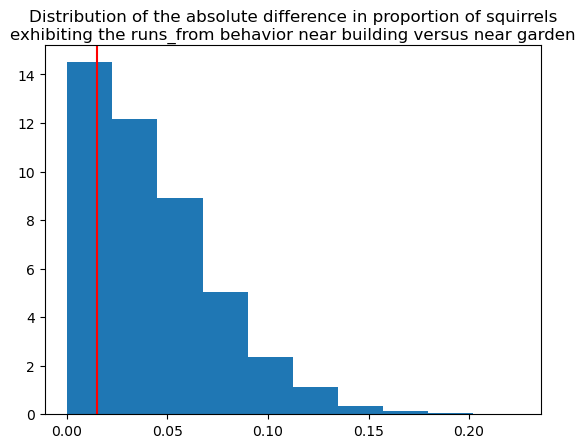 Distribution of the absolute difference in proportion of squirrels
exhibiting the runs_from behavior near building versus near garden
14
12
10
8
6
4
2
0
0.00 0.05 0.10 0.15 0.20